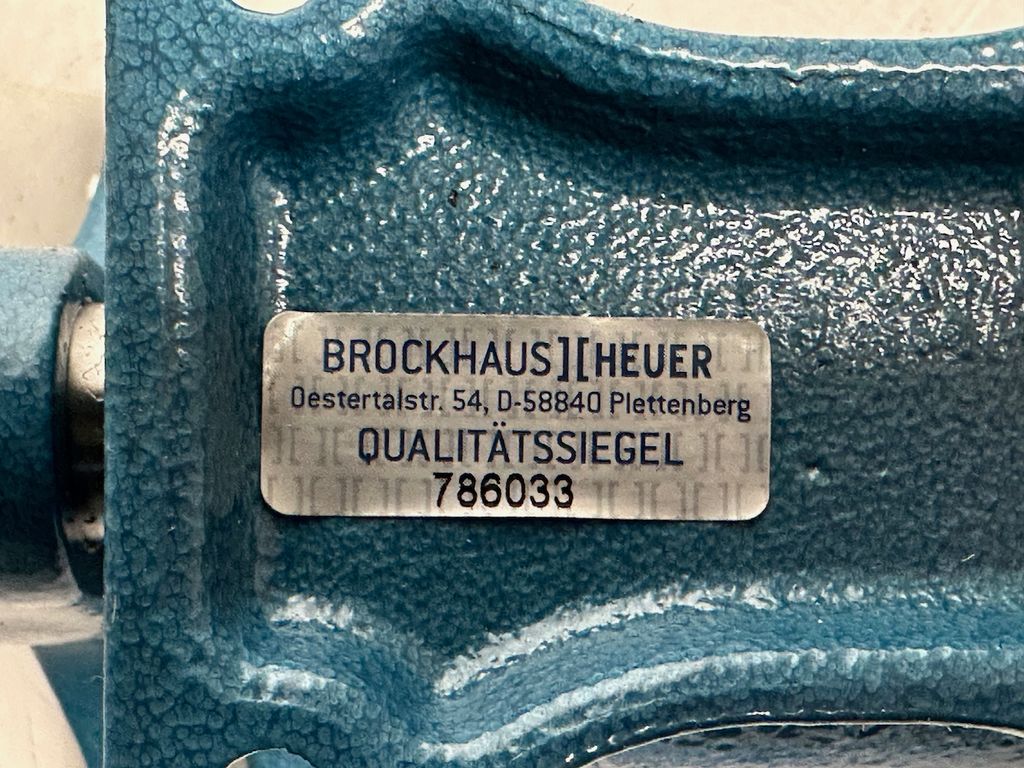 BROCKHAUS][HEUER
Oestertalstr. 54, D-58840 Plettenberg
QUALITÄTSSIEGEL
786033